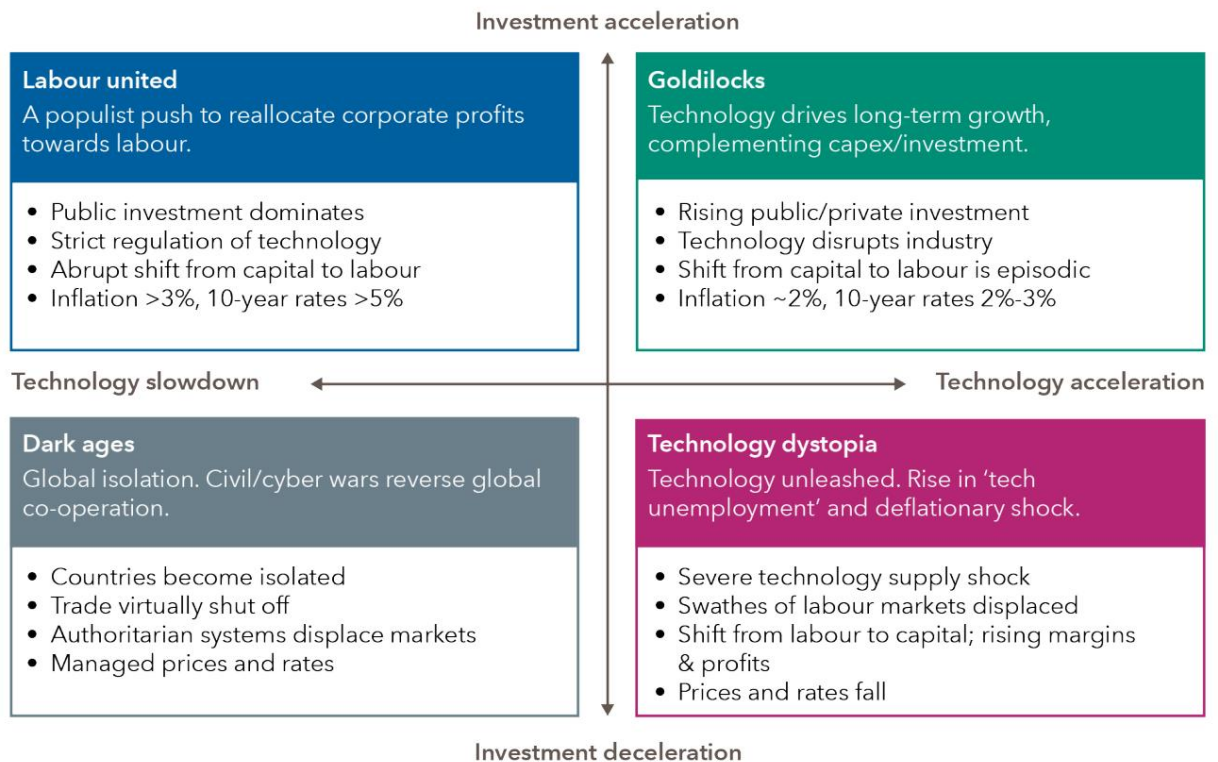 Investment acceleration
Labour united
A populist push to reallocate corporate profits
towards labour.
• Public investment dominates
• Strict regulation of technology
• Abrupt shift from capital to labour
• Inflation >3%, 10-year rates >5%
Goldilocks
Technology drives long-term growth,
complementing capex/investment.
• Rising public/private investment
• Technology disrupts industry
• Shift from capital to labour is episodic
• Inflation ~2%, 10-year rates 2%-3%
Technology slowdown
Technology acceleration
Dark ages
Global isolation. Civil/cyber wars reverse global
co-operation.
• Countries become isolated
• Trade virtually shut off
• Authoritarian systems displace markets
• Managed prices and rates
Technology dystopia
Technology unleashed. Rise in ‘tech
unemployment’ and deflationary shock.
• Severe technology supply shock
• Swathes of labour markets displaced
• Shift from labour to capital; rising margins
& profits
• Prices and rates fall
Investment deceleration